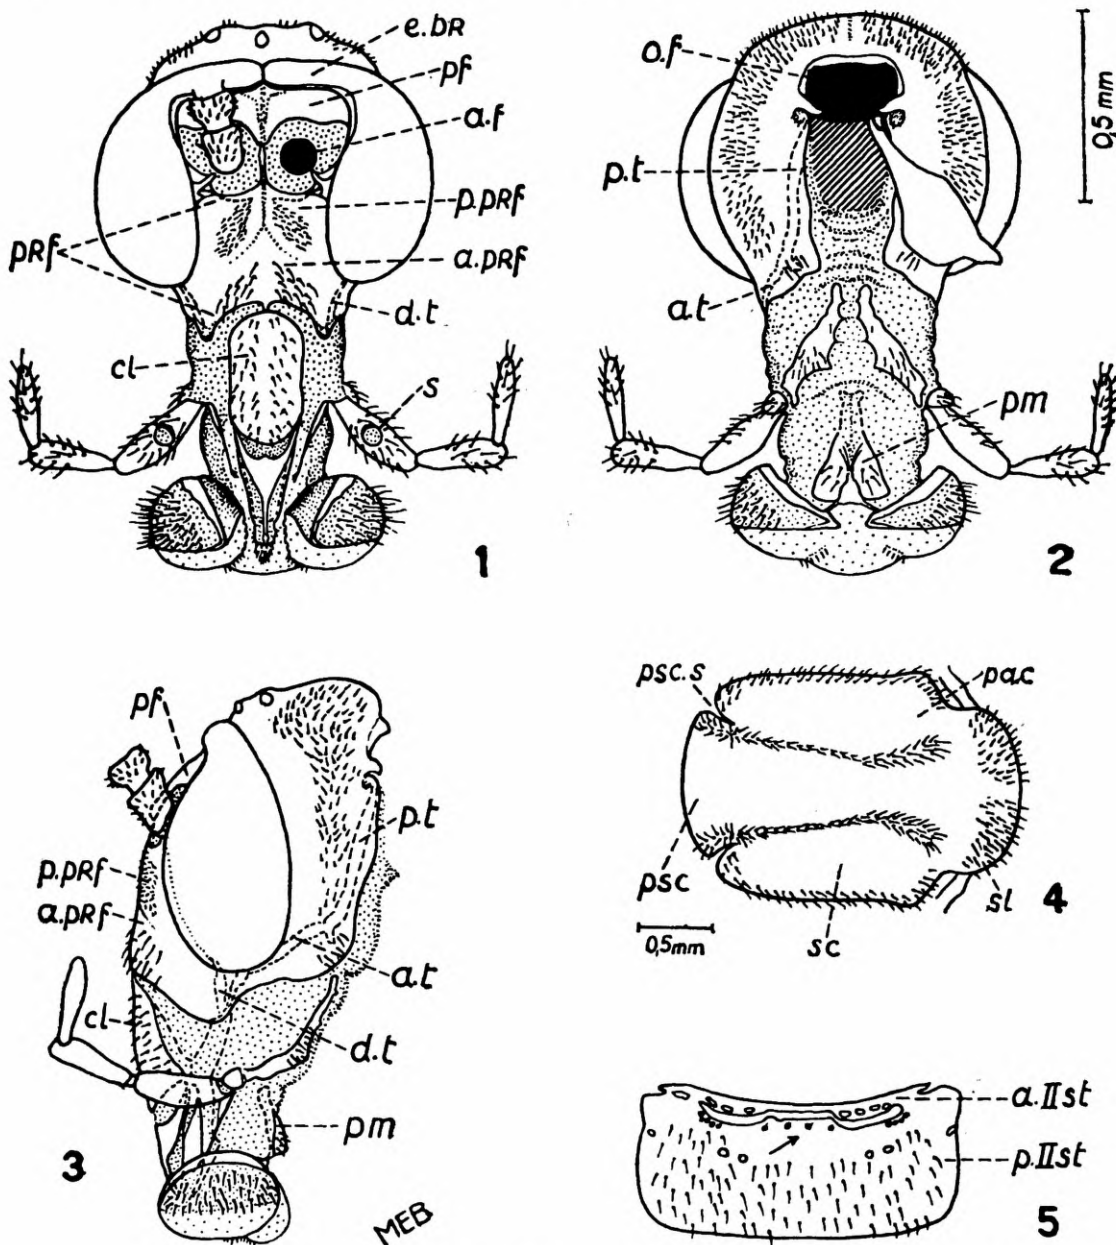 e.bR
pf
a.f
p.pRf
pRf
a.pRf
d.t
cl
s
1
o.f
0,5 mm
p.t
a.t
pm
2
pf
p.t
p.pRf
a.pRf
a.t
cl
d.t
pm
3
MEB
psc.s
pac
psc
sl
4
0,5mm
sc
a.IIst
p.IIst
5